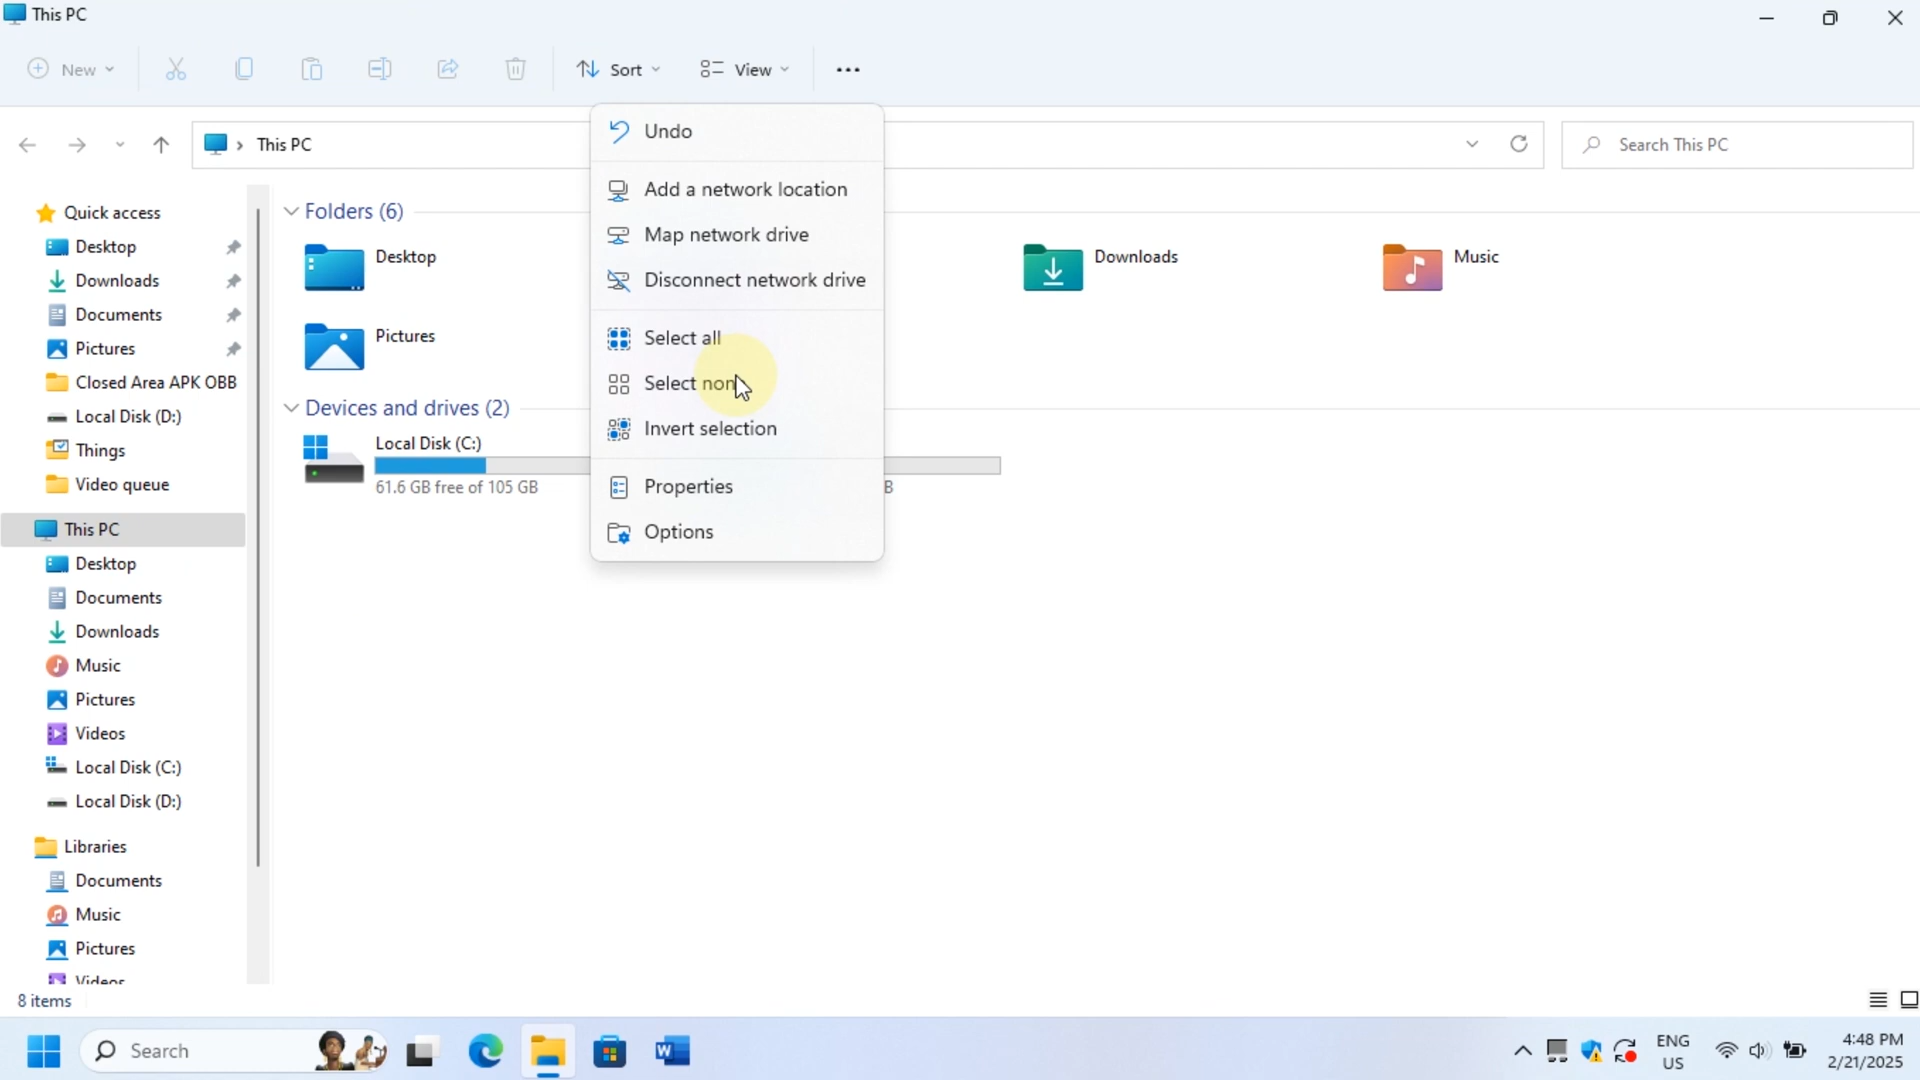 This PC
New
Sort
View
This PC
Search This PC
Undo
Add a network location
Map network drive
Disconnect network drive
Select all
Select non
Invert selection
Properties
Options
Quick access
Desktop
Downloads
Documents
Pictures
Closed Area APK OBB
Local Disk (D:)
Things
Video queue
This PC
Desktop
Documents
Downloads
Music
Pictures
Videos
Local Disk (C:)
Local Disk (D:)
Libraries
Documents
Music
Pictures
Videos
Folders (6)
Desktop
Downloads
Music
Pictures
Devices and drives (2)
Local Disk (C:)
61.6 GB free of 105 GB
B
8 items
Search
ENG
US
4:48 PM
2/21/2025